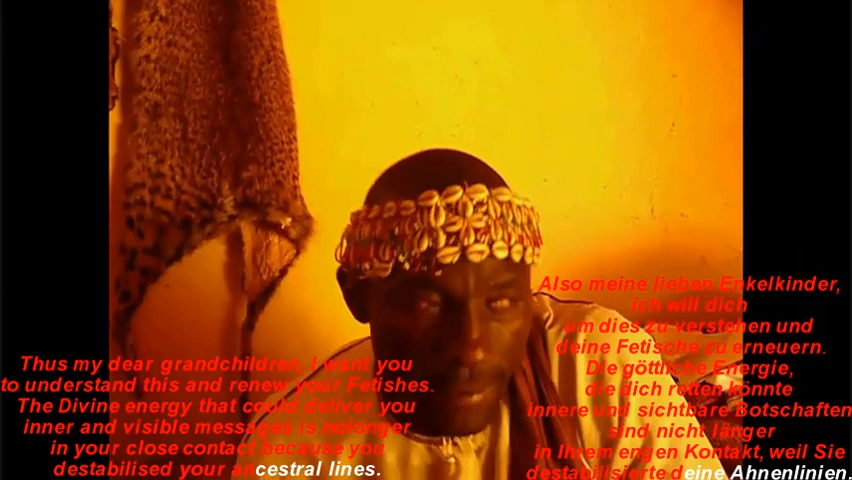 Thus my dear grandchildren, I want you
to understand this and renew your Fetishes.
The Divine energy that could deliver you
inner and visible messages is nolonger
in your close contact because you
destabilised your ancestral lines.
Also meine lieben Enkelkinder,
ich will dich
um dies zu verstehen und
deine Fetische zu erneuern.
Die göttliche Energie,
die dich retten könnte
innere und sichtbare Botschaften
sind nicht länger
in Ihrem engen Kontakt, weil Sie
destabilisierte deine Ahnenlinien.